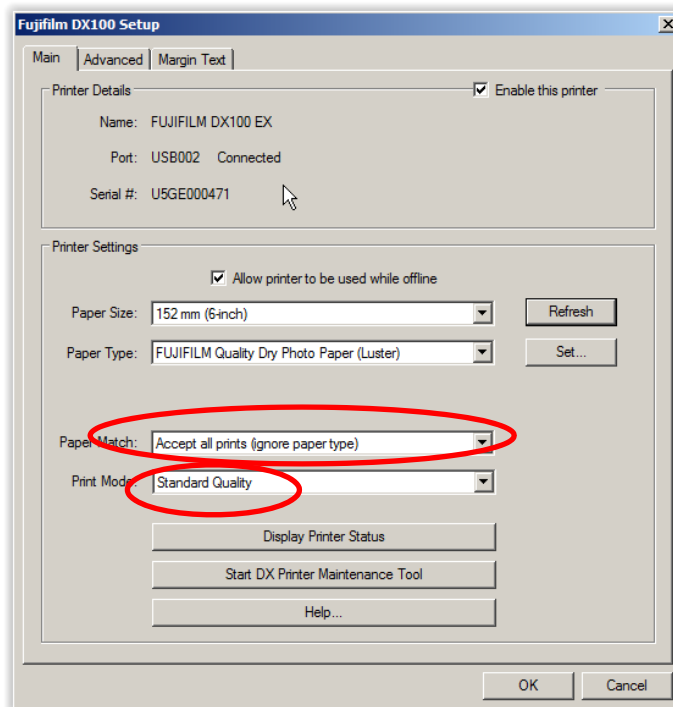 Fujifilm DX100 Setup
Main Advanced Margin Text
Printer Details Enable this printer
Name: FUJIFILM DX100 EX
Port: USB002 Connected
Serial #: U5GE000471
Printer Settings
Allow printer to be used while offline
Paper Size: 152 mm (6-inch) Refresh
Paper Type: FUJIFILM Quality Dry Photo Paper (Luster) Set...
Paper Match: Accept all prints (ignore paper type)
Print Mode: Standard Quality
Display Printer Status
Start DX Printer Maintenance Tool
Help...
OK Cancel